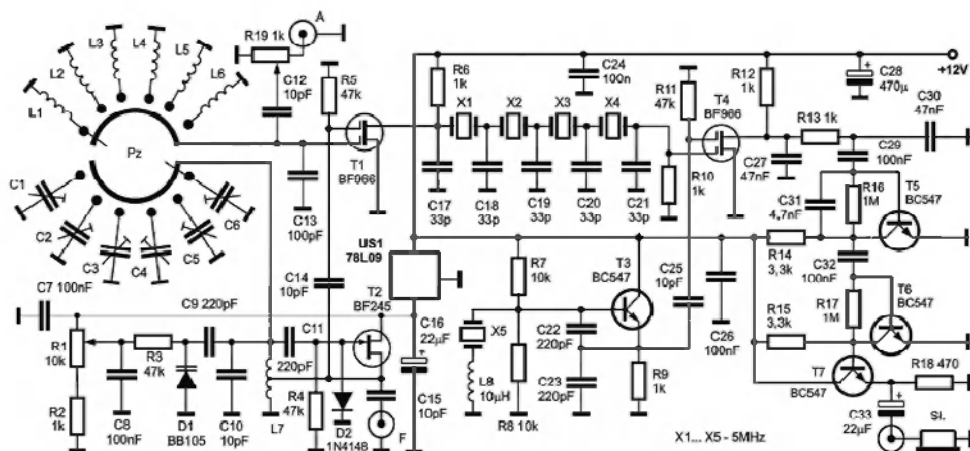 L1
L2
L3
L4
L5
L6
Pz
R19 1k
A
C12
10pF
R5
47k
T1
BF966
C13
100pF
C14
10pF
C1
C2
C3
C4
C5
C6
C7 100nF
R1
10k
R2
1k
C8
100nF
R3
47k
D1
BB105
C9 220pF
C10
10pF
L7
C11
220pF
R4
47k
D2
1N4148
T2
BF245
F
US1
78L09
C16
22µF
+
C15
10pF
R6
1k
C17
33p
X1
C18
33p
X2
C19
33p
X3
C20
33p
X4
C21
33p
C24
100n
R10
1k
R11
47k
T4
BF966
R12
1k
C27
47nF
R13 1k
+
C28
470µ
+12V
C30
47nF
C29
100nF
C31
4,7nF
R16
1M
T5
BC547
R14
3,3k
C32
100nF
R15
3,3k
R17
1M
T6
BC547
T7
BC547
R18 470
+
C33
22µF
Sł.
R7
10k
X5
L8
10µH
R8 10k
C22
220pF
C23
220pF
T3
BC547
R9
1k
C25
10pF
C26
100nF
X1... X5 - 5MHz